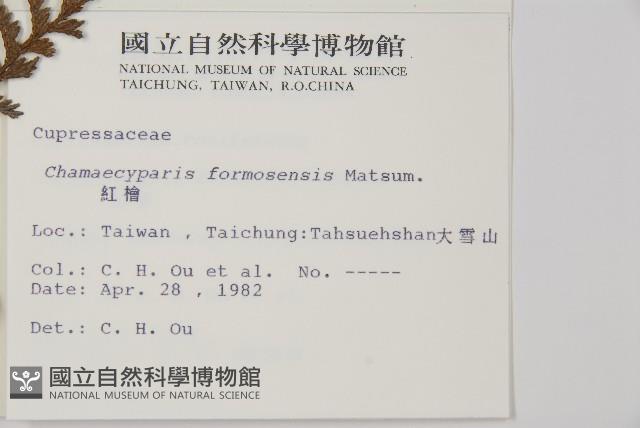 國立自然科學博物館
NATIONAL MUSEUM OF NATURAL SCIENCE
TAICHUNG, TAIWAN, R.O.CHINA
Cupressaceae
Chamaecyparis formosensis Matsum.
紅檜
Loc.: Taiwan , Taichung:Tahsuehshan大雪山
Col.: C. H. Ou et al. No. -----
Date: Apr. 28 , 1982
Det.: C. H. Ou
國立自然科學博物館
NATIONAL MUSEUM OF NATURAL SCIENCE